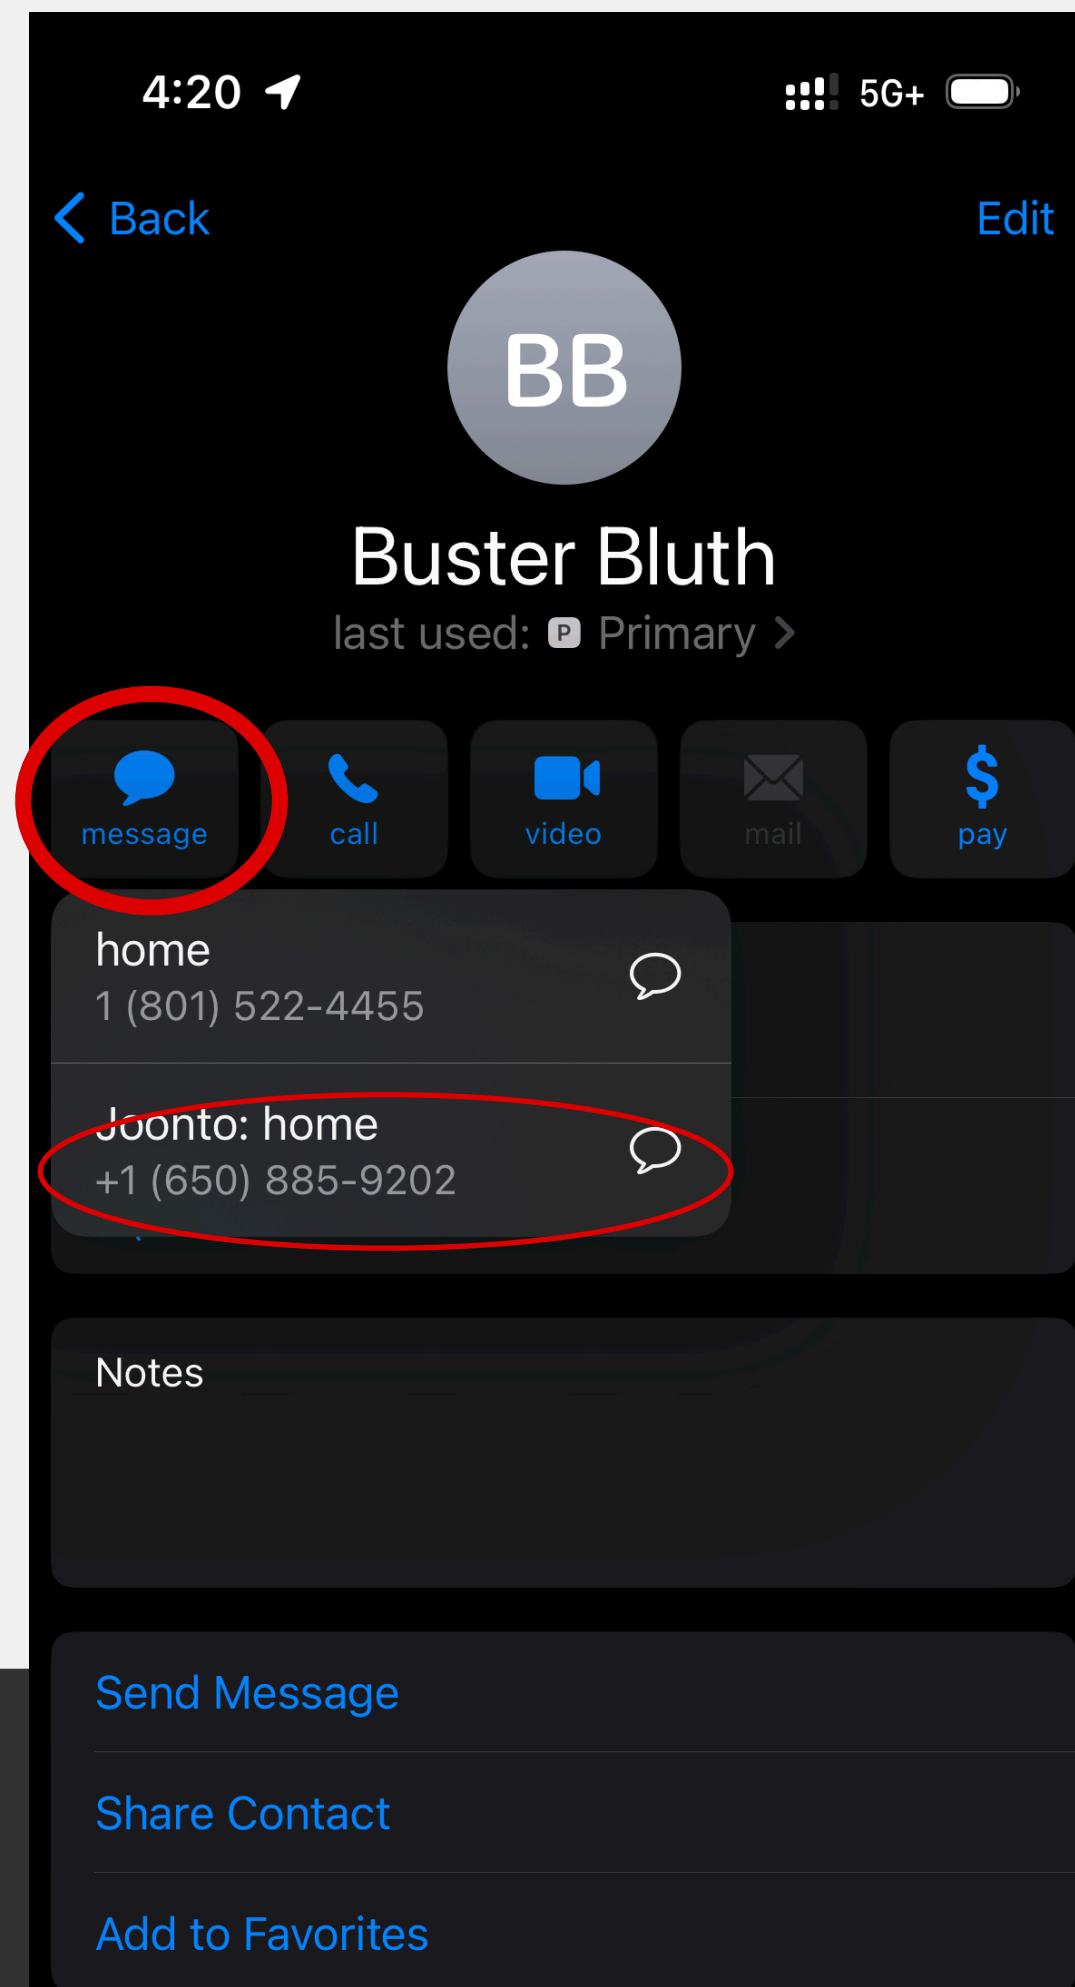 4:20
5G+
Back
Edit
BB
Buster Bluth
last used: P Primary
message
call
video
mail
pay
home
1 (801) 522-4455
Joonto: home
+1 (650) 885-9202
Notes
Send Message
Share Contact
Add to Favorites